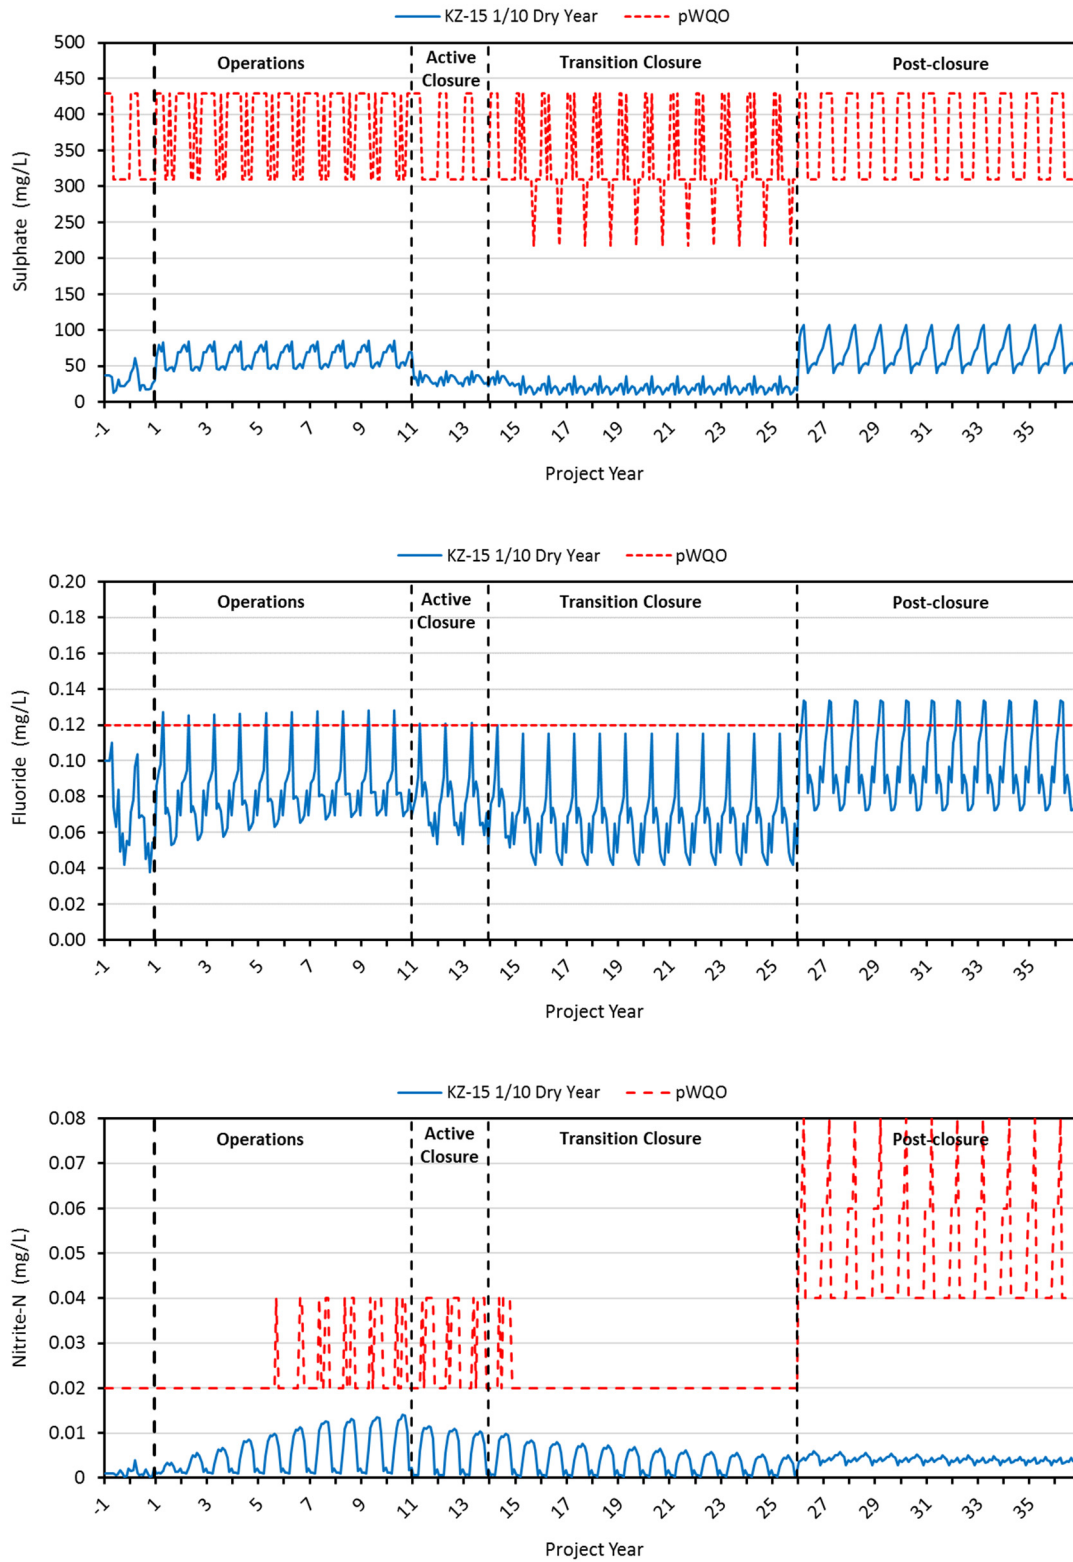 KZ-15 1/10 Dry Year pWQO
500
450
400
350
300
250
200
150
100
50
0
Sulphate (mg/L)
Operations
Active
Closure
Transition Closure
Post-closure
-1 1 3 5 7 9 11 13 15 17 19 21 23 25 27 29 31 33 35
Project Year
KZ-15 1/10 Dry Year pWQO
0.20
0.18
0.16
0.14
0.12
0.10
0.08
0.06
0.04
0.02
0.00
Fluoride (mg/L)
Operations
Active
Closure
Transition Closure
Post-closure
-1 1 3 5 7 9 11 13 15 17 19 21 23 25 27 29 31 33 35
Project Year
KZ-15 1/10 Dry Year pWQO
0.08
0.07
0.06
0.05
0.04
0.03
0.02
0.01
0
Nitrite-N (mg/L)
Operations
Active
Closure
Transition Closure
Post-closure
-1 1 3 5 7 9 11 13 15 17 19 21 23 25 27 29 31 33 35
Project Year